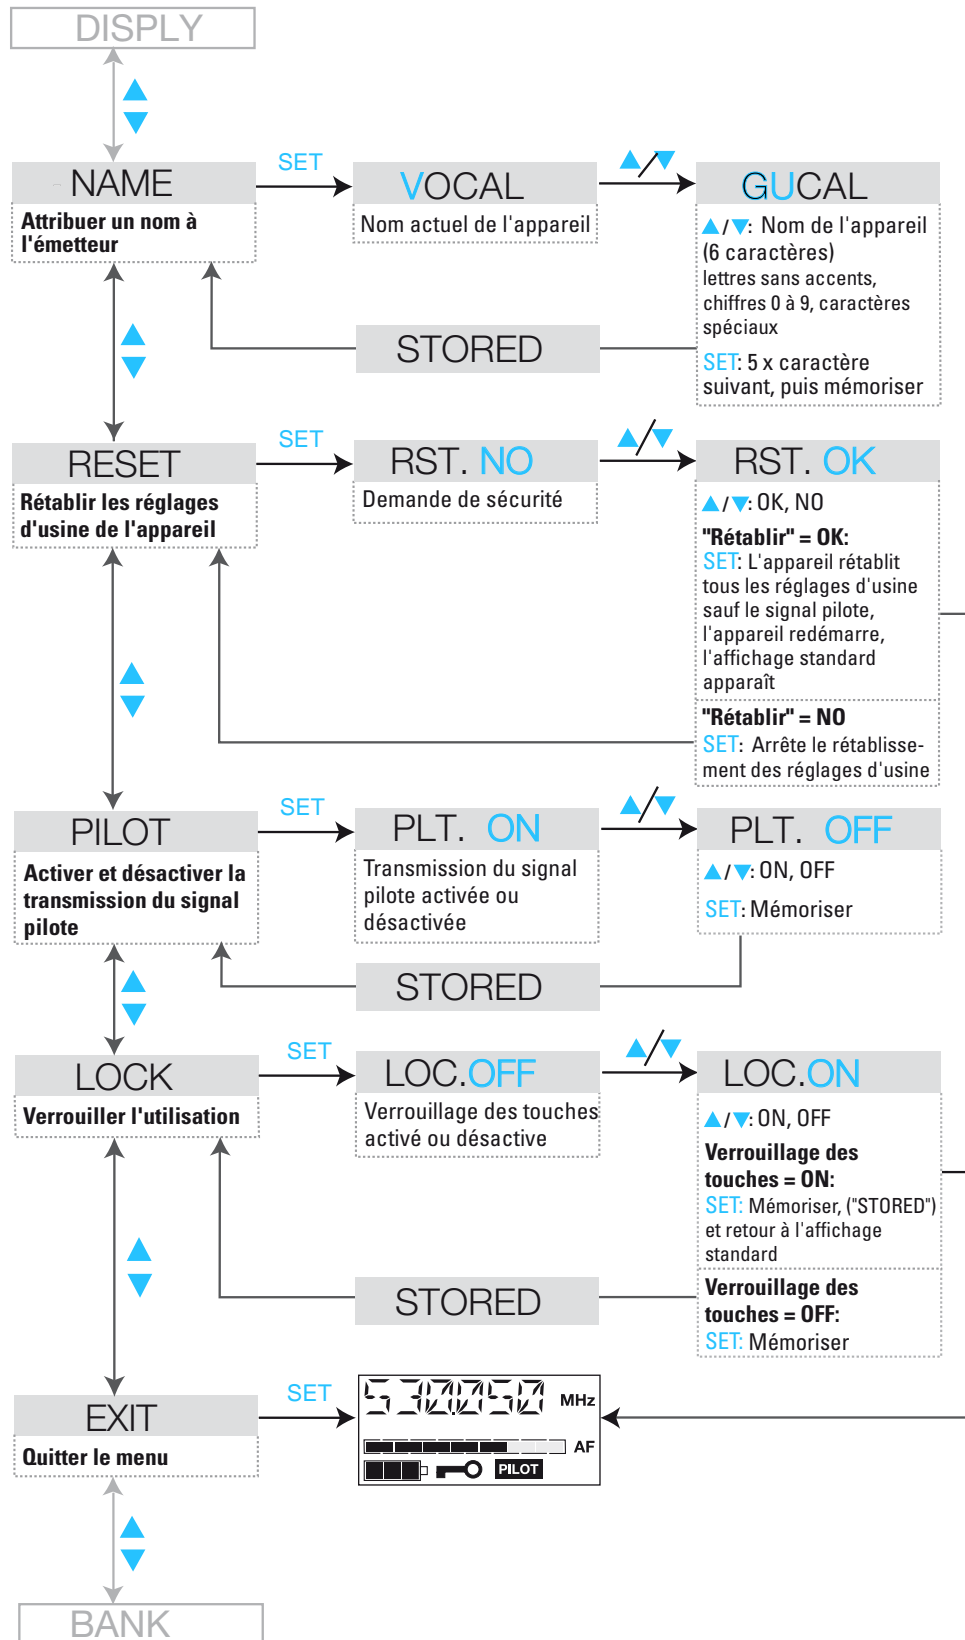 DISPLY
NAME
Attribuer un nom à
l'émetteur
SET
VOCAL
Nom actuel de l'appareil
GUCAL
▲/▼: Nom de l'appareil
(6 caractères)
lettres sans accents,
chiffres 0 à 9, caractères
spéciaux
SET: 5 x caractère
suivant, puis mémoriser
STORED
RESET
Rétablir les réglages
d'usine de l'appareil
SET
RST. NO
Demande de sécurité
RST. OK
▲/▼: OK, NO
"Rétablir" = OK:
SET: L'appareil rétablit
tous les réglages d'usine
sauf le signal pilote,
l'appareil redémarre,
l'affichage standard
apparaît
"Rétablir" = NO
SET: Arrête le rétablisse-
ment des réglages d'usine
PILOT
Activer et désactiver la
transmission du signal
pilote
SET
PLT. ON
Transmission du signal
pilote activée ou
désactivée
PLT. OFF
▲/▼: ON, OFF
SET: Mémoriser
STORED
LOCK
Verrouiller l'utilisation
SET
LOC.OFF
Verrouillage des touches
activé ou désactive
LOC.ON
▲/▼: ON, OFF
Verrouillage des
touches = ON:
SET: Mémoriser, ("STORED")
et retour à l'affichage
standard
Verrouillage des
touches = OFF:
SET: Mémoriser
STORED
EXIT
Quitter le menu
SET
530.050 MHz
AF
PILOT
BANK